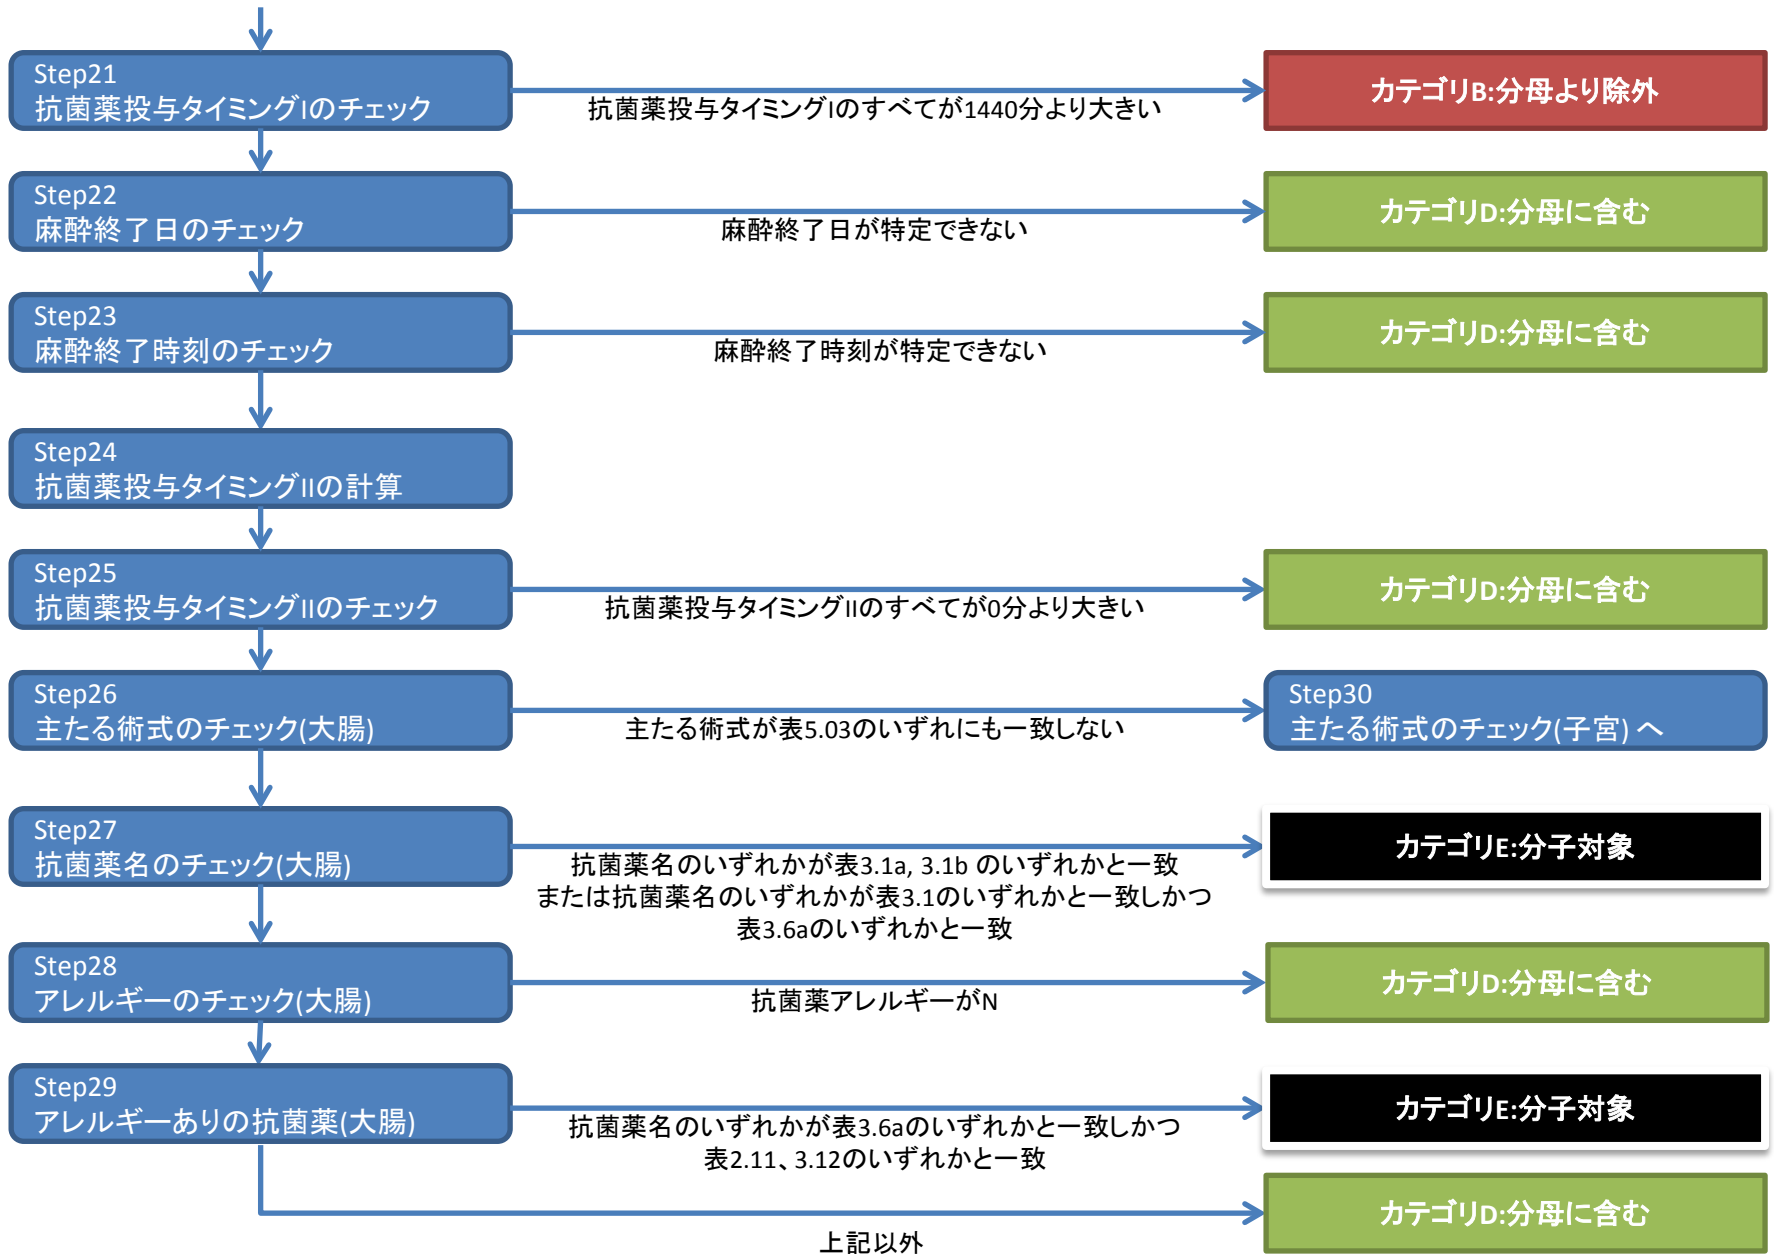 Step21
抗菌薬投与タイミングIのチェック
抗菌薬投与タイミングIのすべてが1440分より大きい
カテゴリB:分母より除外
Step22
麻酔終了日のチェック
麻酔終了日が特定できない
カテゴリD:分母に含む
Step23
麻酔終了時刻のチェック
麻酔終了時刻が特定できない
カテゴリD:分母に含む
Step24
抗菌薬投与タイミングIIの計算
Step25
抗菌薬投与タイミングIIのチェック
抗菌薬投与タイミングIIのすべてが0分より大きい
カテゴリD:分母に含む
Step26
主たる術式のチェック(大腸)
主たる術式が表5.03のいずれにも一致しない
Step30
主たる術式のチェック(子宮) へ
Step27
抗菌薬名のチェック(大腸)
抗菌薬名のいずれかが表3.1a, 3.1b のいずれかと一致
または抗菌薬名のいずれかが表3.1のいずれかと一致しかつ
表3.6aのいずれかと一致
カテゴリE:分子対象
Step28
アレルギーのチェック(大腸)
抗菌薬アレルギーがN
カテゴリD:分母に含む
Step29
アレルギーありの抗菌薬(大腸)
抗菌薬名のいずれかが表3.6aのいずれかと一致しかつ
表2.11、3.12のいずれかと一致
カテゴリE:分子対象
上記以外
カテゴリD:分母に含む